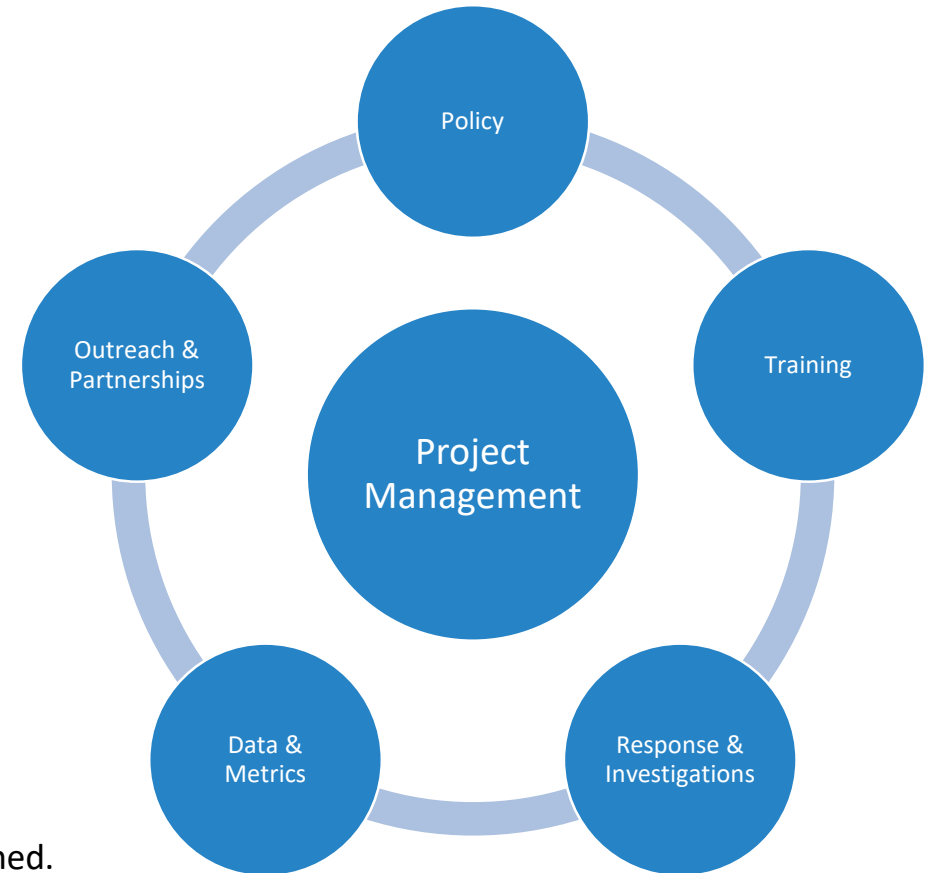 Policy
Outreach &
Partnerships
Training
Project
Management
Data &
Metrics
Response &
Investigations